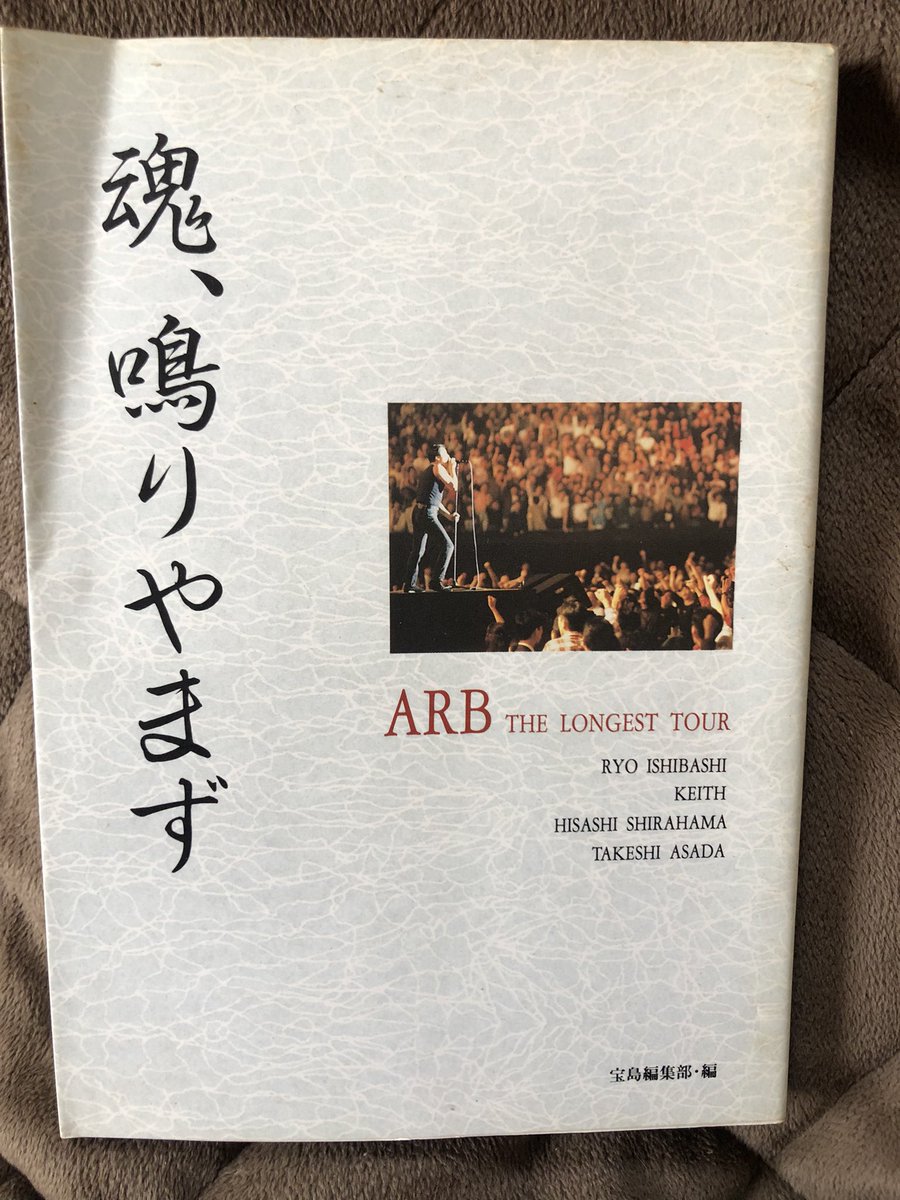 魂、鳴りやまず
ARB THE LONGEST TOUR
RYO ISHIBASHI
KEITH
HISASHI SHIRAHAMA
TAKESHI ASADA
宝島編集部・編